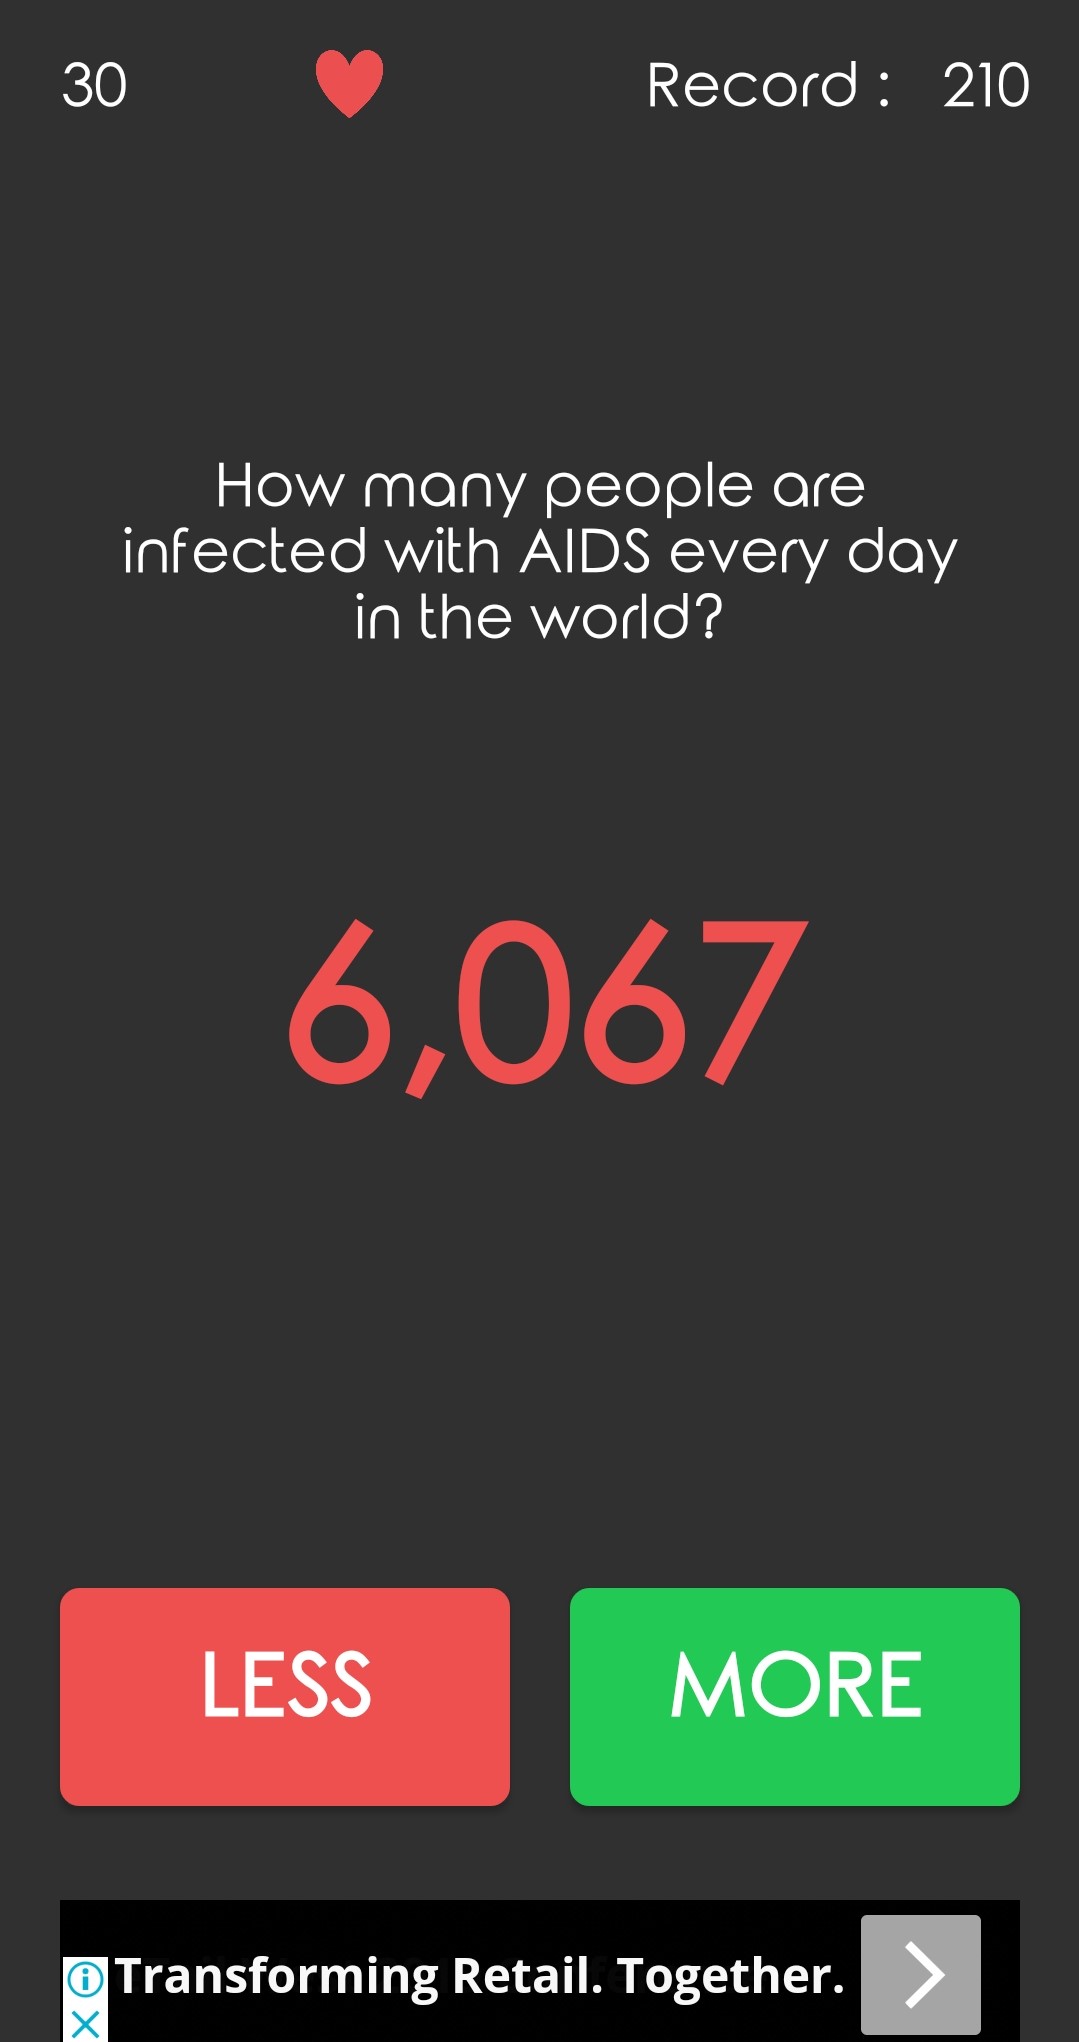 30 Record : 210
How many people are
infected with AIDS every day
in the world?
6,067
LESS MORE
Transforming Retail. Together.